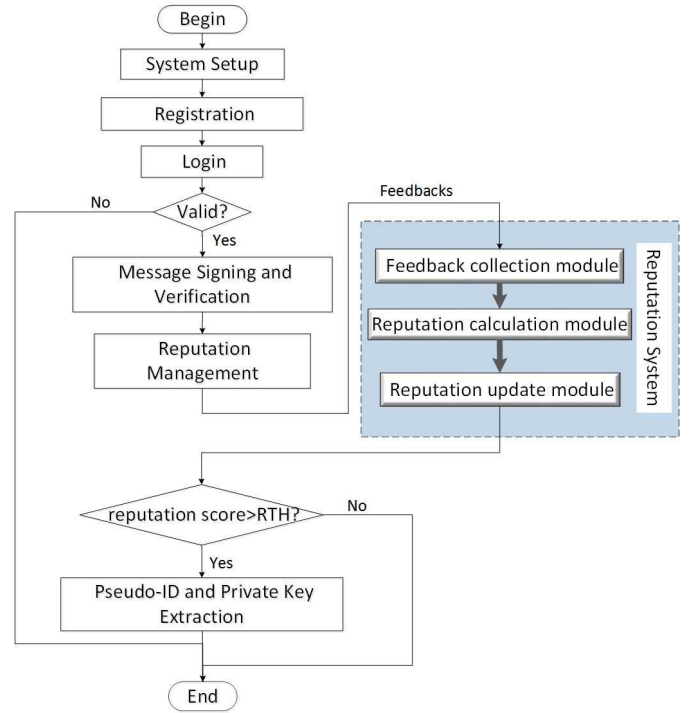 Begin
System Setup
Registration
Login
No
Valid?
Yes
Message Signing and
Verification
Reputation
Management
Feedbacks
Feedback collection module
Reputation calculation module
Reputation update module
Reputation System
reputation score>RTH?
No
Yes
Pseudo-ID and Private Key
Extraction
End